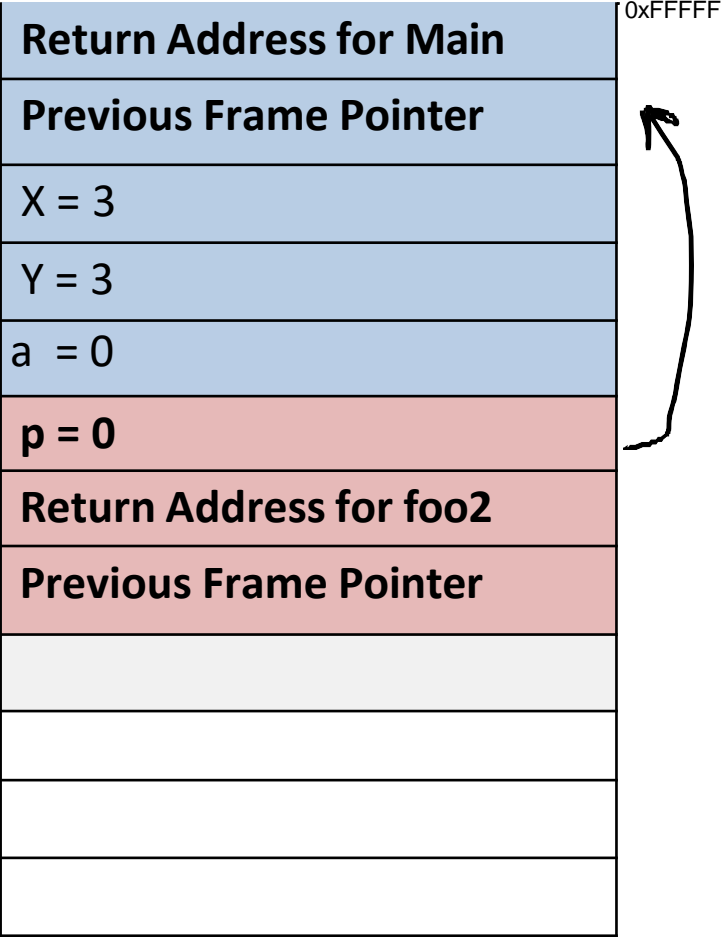 0xFFFFF
Return Address for Main
Previous Frame Pointer
X = 3
Y = 3
a = 0
p = 0
Return Address for foo2
Previous Frame Pointer